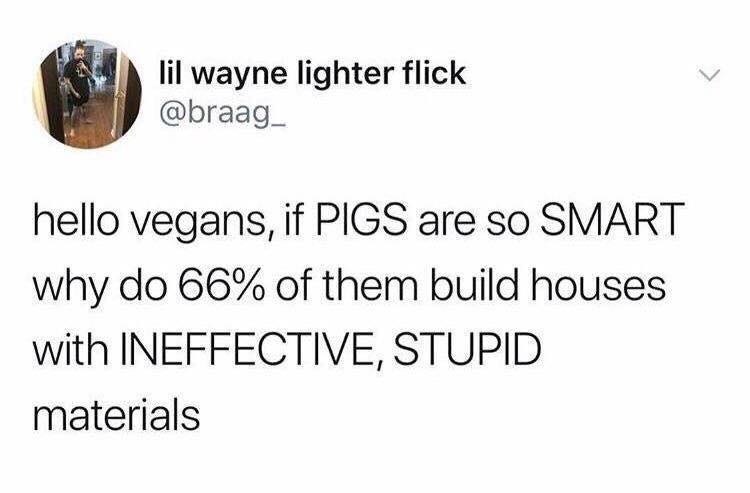 lil wayne lighter flick
@braag_
hello vegans, if PIGS are so SMART
why do 66% of them build houses
with INEFFECTIVE, STUPID
materials